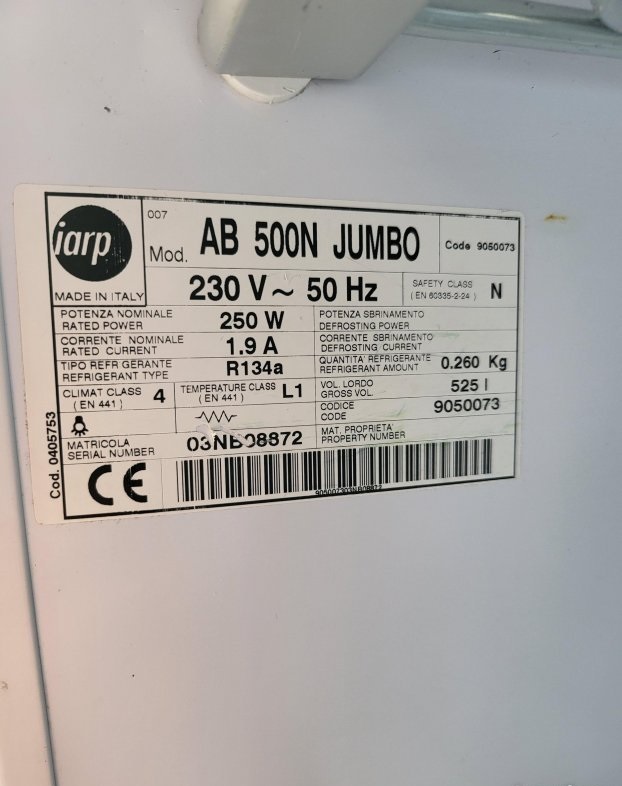 iarp
007
Mod. AB 500N JUMBO
Code 9050073
MADE IN ITALY
230 V~ 50 Hz
SAFETY CLASS
(EN 60335-2-24) N
POTENZA NOMINALE
RATED POWER
250 W
POTENZA SBRINAMENTO
DEFROSTING POWER
CORRENTE NOMINALE
RATED CURRENT
1.9 A
CORRENTE SBRINAMENTO
DEFROSTING CURRENT
TIPO REFRIGERANTE
REFRIGERANT TYPE
R134a
QUANTITA' REFRIGERANTE
REFRIGERANT AMOUNT
0.260 Kg
CLIMAT CLASS
(EN 441)
4
TEMPERATURE CLASS
(EN 441)
L1
VOL. LORDO
GROSS VOL.
525 l
CODICE
CODE
9050073
MATRICOLA
SERIAL NUMBER
03NB08872
MAT. PROPRIETA'
PROPERTY NUMBER
Cod. 0405753
CE
905007303NB08872